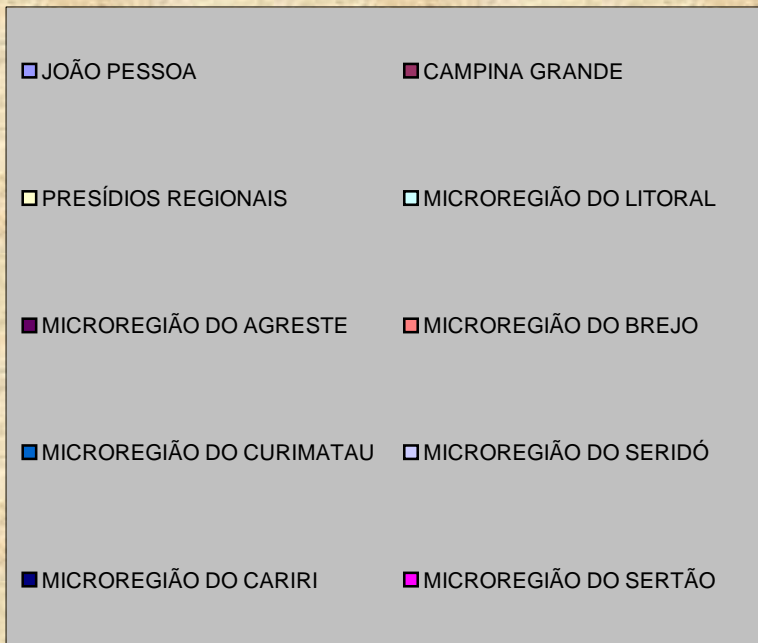 JOÃO PESSOA
CAMPINA GRANDE
PRESÍDIOS REGIONAIS
MICROREGIÃO DO LITORAL
MICROREGIÃO DO AGRESTE
MICROREGIÃO DO BREJO
MICROREGIÃO DO CURIMATAU
MICROREGIÃO DO SERIDÓ
MICROREGIÃO DO CARIRI
MICROREGIÃO DO SERTÃO